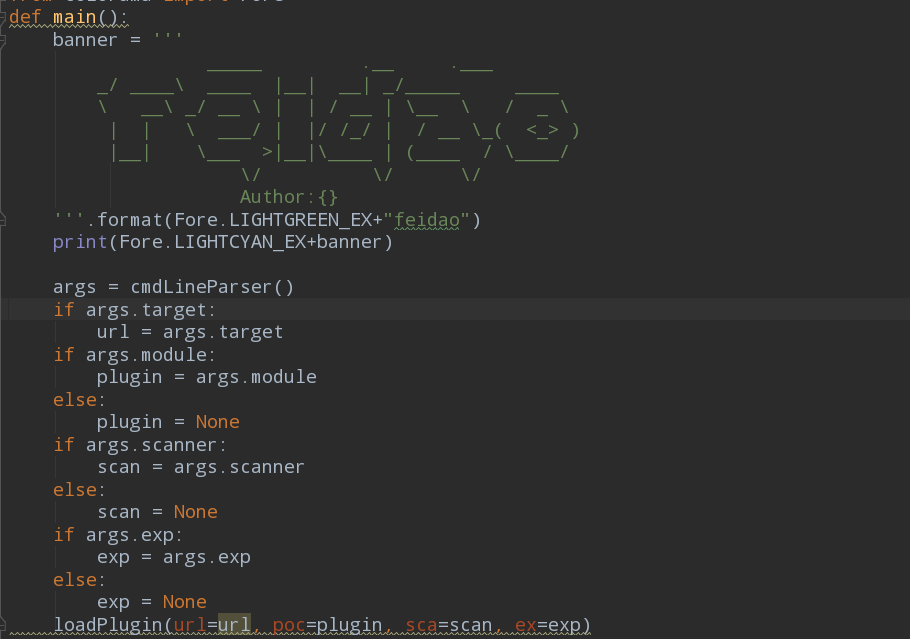 def main():
    banner = '''
              ______         .__     .___
    _/ ____\  ____  |__|  __| _/_____      ____
    \   __\ _/ __ \ |  | / __ | \__  \   /  _ \
     |  |   \  ___/ |  |/ /_/ |  / __ \_(  <_> )
     |__|    \___  >|__|\____ | (____  / \____/
                 \/          \/      \/
                 Author:{}
    '''.format(Fore.LIGHTGREEN_EX+"feidao")
    print(Fore.LIGHTCYAN_EX+banner)
    args = cmdLineParser()
    if args.target:
        url = args.target
    if args.module:
        plugin = args.module
    else:
        plugin = None
    if args.scanner:
        scan = args.scanner
    else:
        scan = None
    if args.exp:
        exp = args.exp
    else:
        exp = None
    loadPlugin(url=url, poc=plugin, sca=scan, ex=exp)